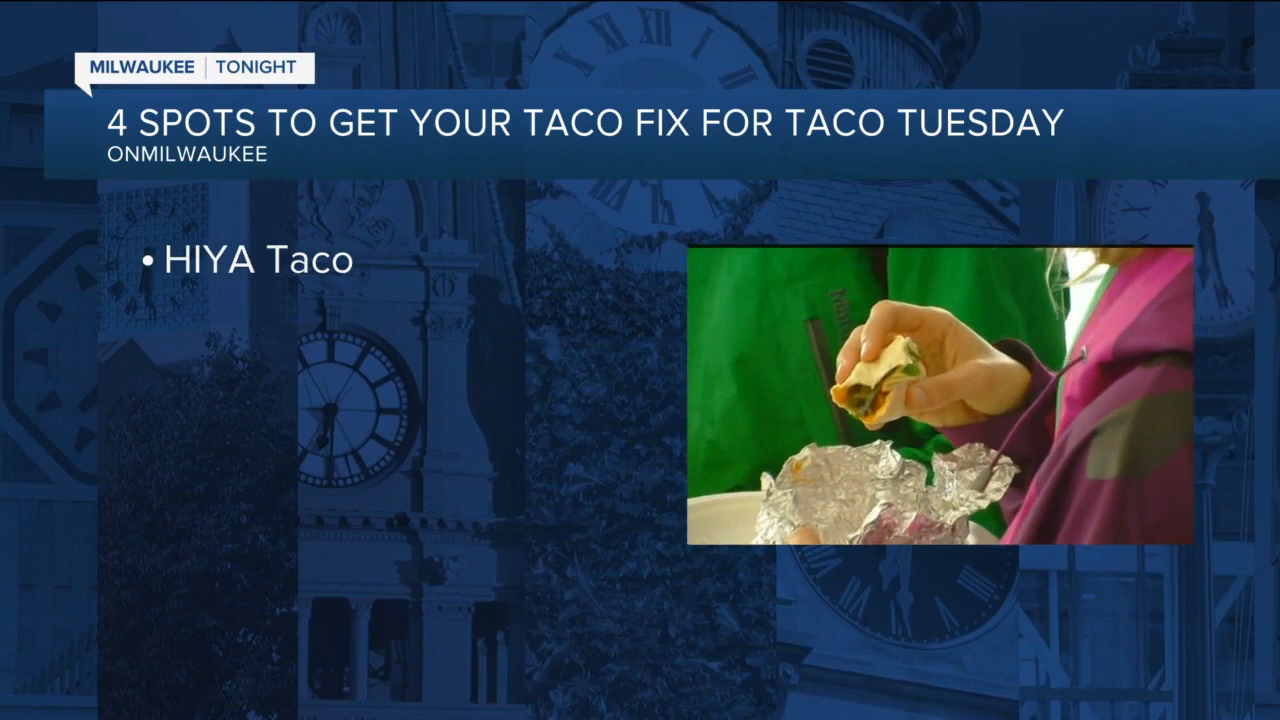 MILWAUKEE | TONIGHT
4 SPOTS TO GET YOUR TACO FIX FOR TACO TUESDAY
ONMILWAUKEE
• HIYA Taco